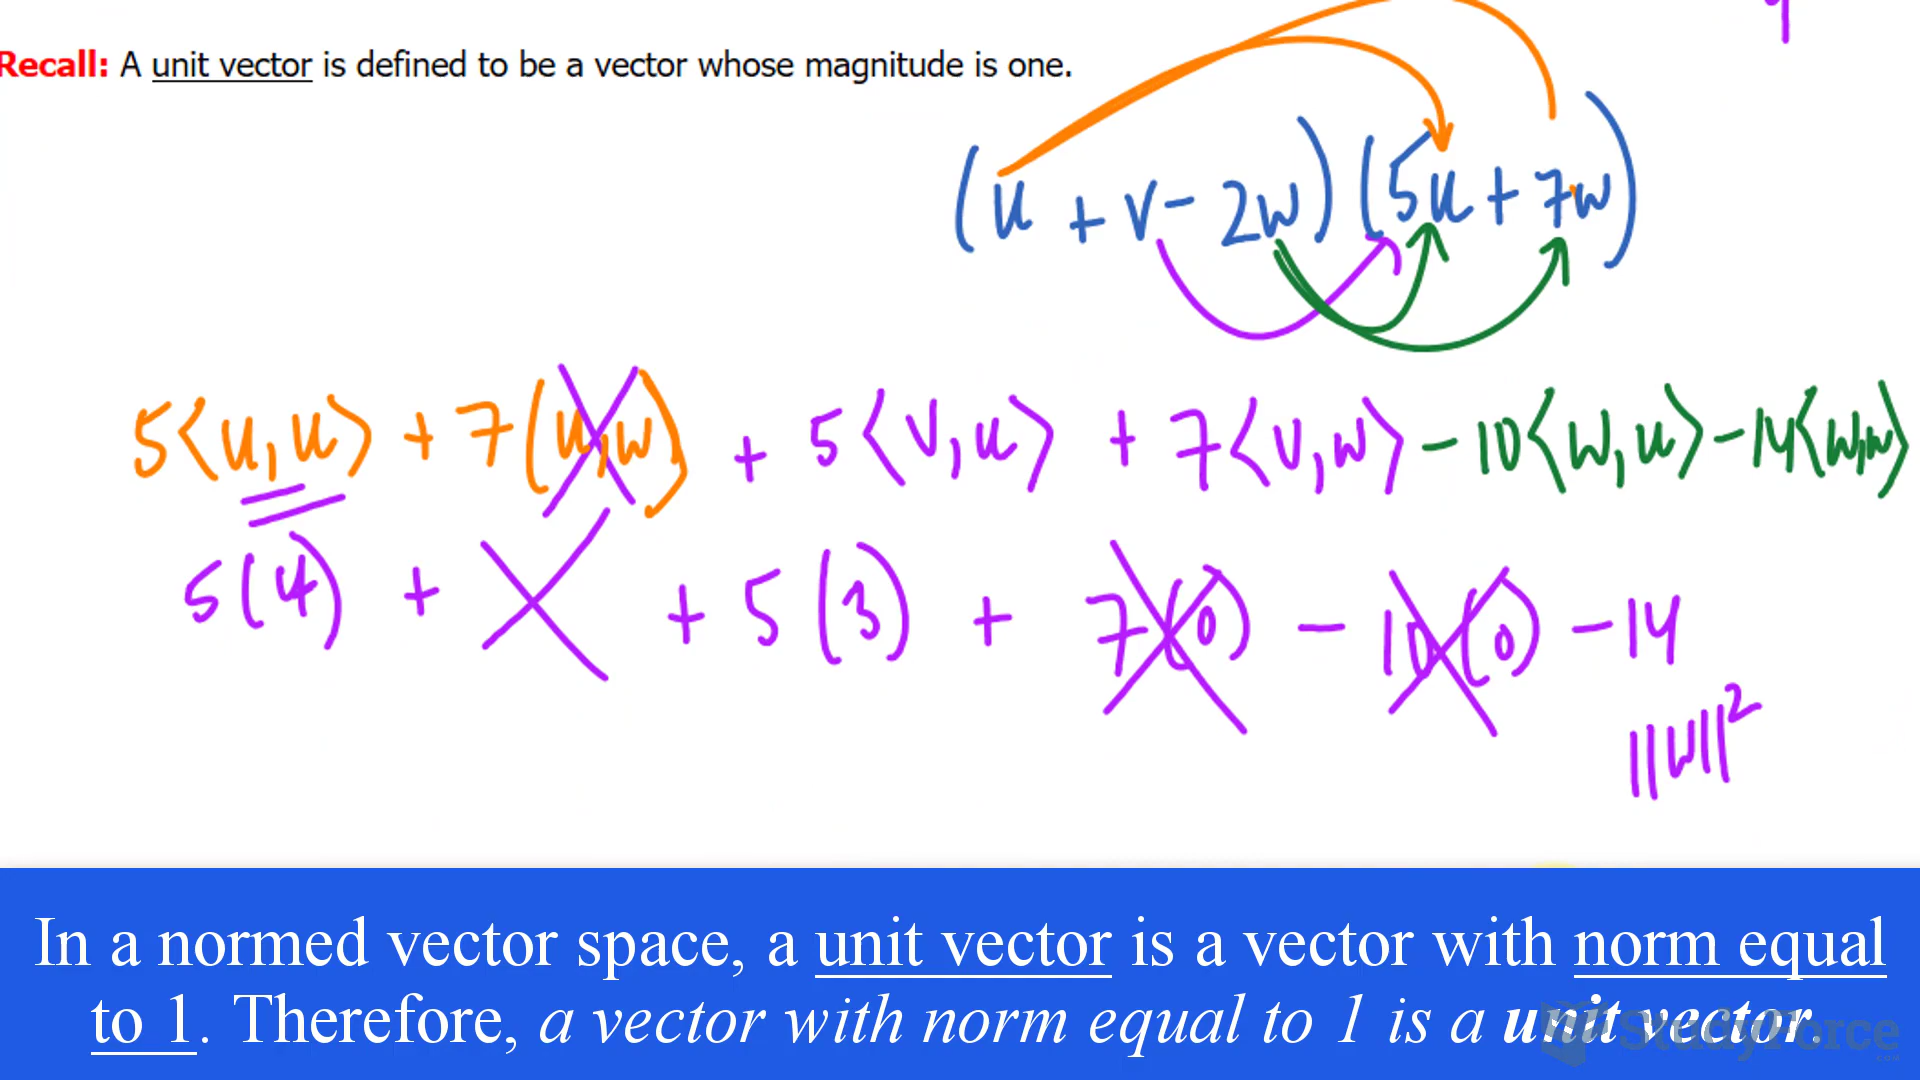 Recall: A unit vector is defined to be a vector whose magnitude is one.
(u + v - 2w)(5u + 7w)
5⟨u,u⟩ + 7(u,w) + 5⟨v,u⟩ + 7⟨v,w⟩ - 10⟨w,u⟩ - 14⟨w,w⟩
5(4) + + 5(3) + 7(0) - 10(0) - 14
||w||²
In a normed vector space, a unit vector is a vector with norm equal
to 1. Therefore, a vector with norm equal to 1 is a unit vector.
StudyForce